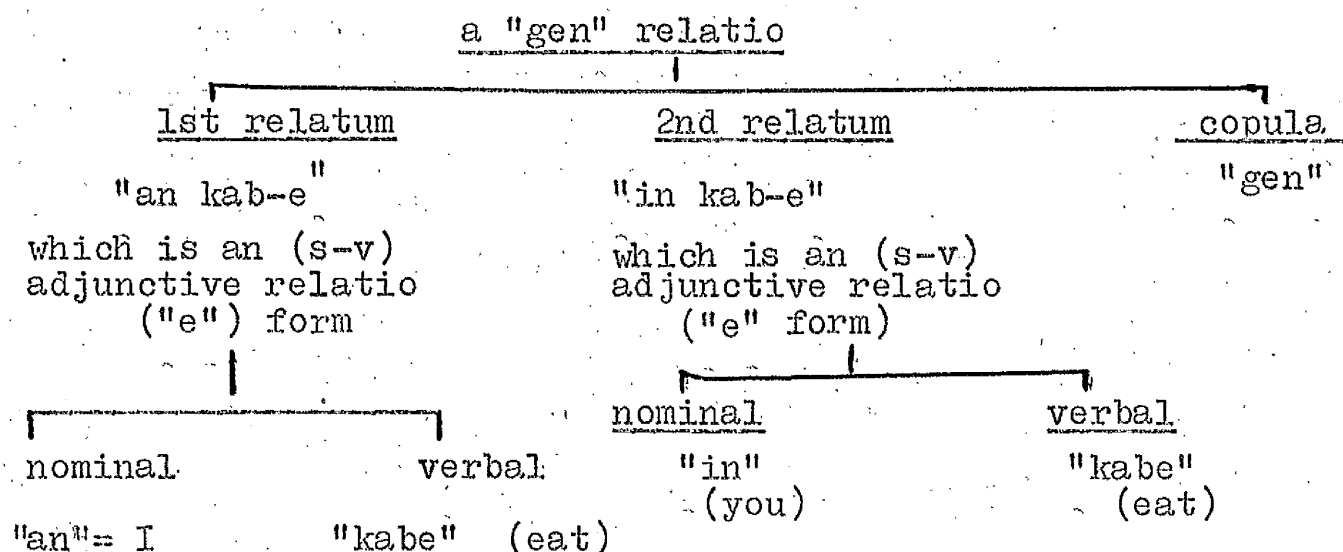 a "gen" relatio
1st relatum 2nd relatum copula
"an kab-e" "in kab-e" "gen"
which is an (s-v) which is an (s-v)
adjunctive relatio adjunctive relatio
("e") form ("e" form)
nominal verbal nominal verbal
"an"= I "kabe" (eat) "in" "kabe"
(you) (eat)